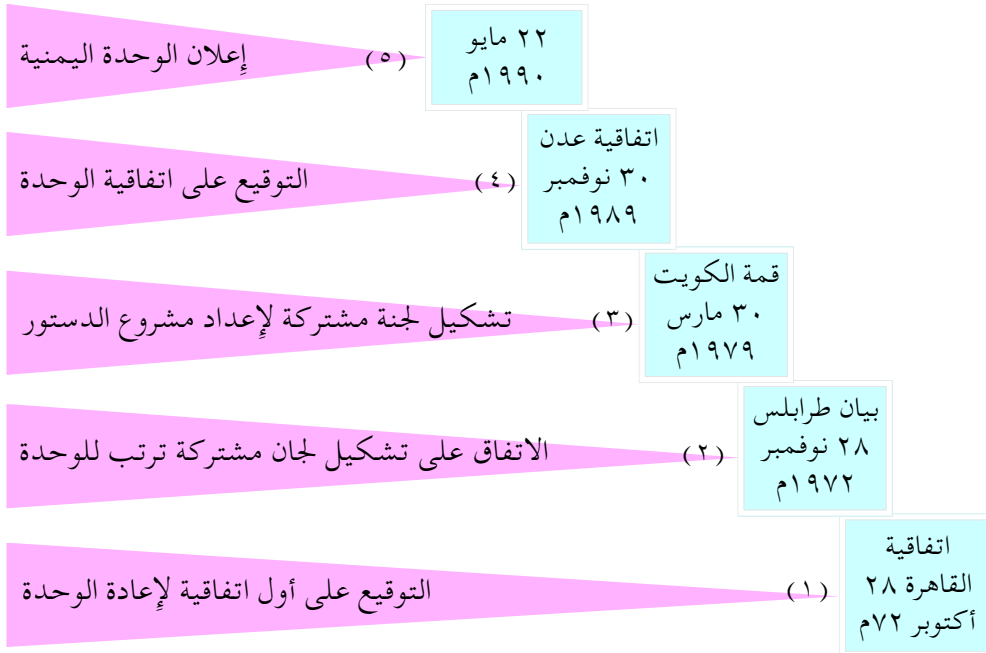 ٢٢ مايو
١٩٩٠م
(٥)
إعلان الوحدة اليمنية
اتفاقية عدن
٣٠ نوفمبر
١٩٨٩م
(٤)
التوقيع على اتفاقية الوحدة
قمة الكويت
٣٠ مارس
١٩٧٩م
(٣)
تشكيل لجنة مشتركة لإعداد مشروع الدستور
بيان طرابلس
٢٨ نوفمبر
١٩٧٢م
(٢)
الاتفاق على تشكيل لجان مشتركة ترتب للوحدة
اتفاقية
القاهرة ٢٨
أكتوبر ٧٢م
(١)
التوقيع على أول اتفاقية لإعادة الوحدة